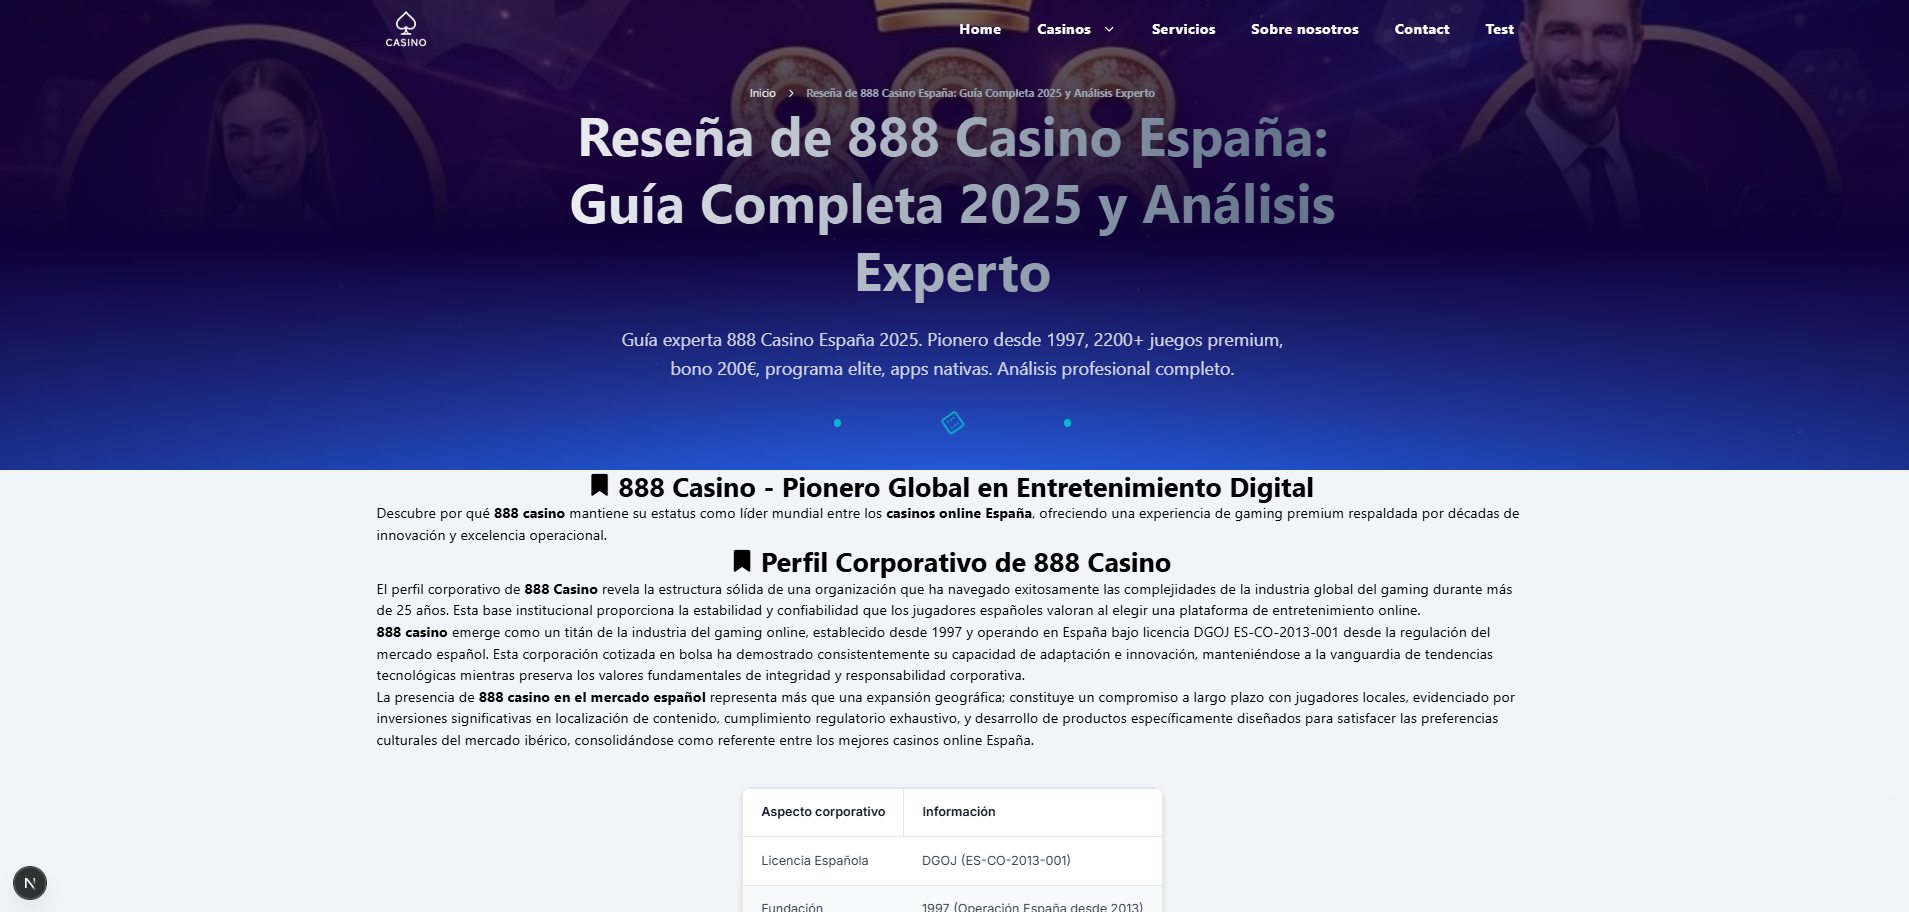 CASINO
Home
Casinos
Servicios
Sobre nosotros
Contact
Test
Inicio
Reseña de 888 Casino España: Guía Completa 2025 y Análisis Experto
Reseña de 888 Casino España:
Guía Completa 2025 y Análisis
Experto
Guía experta 888 Casino España 2025. Pionero desde 1997, 2200+ juegos premium,
bono 200€, programa elite, apps nativas. Análisis profesional completo.
888 Casino - Pionero Global en Entretenimiento Digital
Descubre por qué 888 casino mantiene su estatus como líder mundial entre los casinos online España, ofreciendo una experiencia de gaming premium respaldada por décadas de
innovación y excelencia operacional.
Perfil Corporativo de 888 Casino
El perfil corporativo de 888 Casino revela la estructura sólida de una organización que ha navegado exitosamente las complejidades de la industria global del gaming durante más
de 25 años. Esta base institucional proporciona la estabilidad y confiabilidad que los jugadores españoles valoran al elegir una plataforma de entretenimiento online.
888 casino emerge como un titán de la industria del gaming online, establecido desde 1997 y operando en España bajo licencia DGOJ ES-CO-2013-001 desde la regulación del
mercado español. Esta corporación cotizada en bolsa ha demostrado consistentemente su capacidad de adaptación e innovación, manteniéndose a la vanguardia de tendencias
tecnológicas mientras preserva los valores fundamentales de integridad y responsabilidad corporativa.
La presencia de 888 casino en el mercado español representa más que una expansión geográfica; constituye un compromiso a largo plazo con jugadores locales, evidenciado por
inversiones significativas en localización de contenido, cumplimiento regulatorio exhaustivo, y desarrollo de productos específicamente diseñados para satisfacer las preferencias
culturales del mercado ibérico, consolidándose como referente entre los mejores casinos online España.
Aspecto corporativo
Información
Licencia Española
DGOJ (ES-CO-2013-001)
Fundación
1997 (Operación España desde 2013)
N